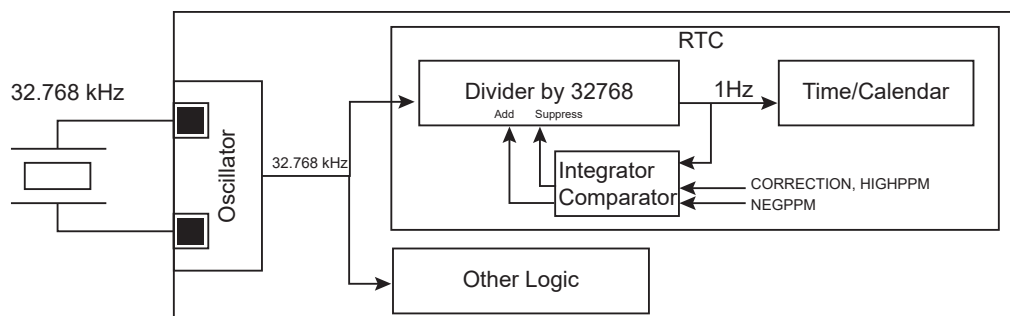 RTC
32.768 kHz
Divider by 32768
1Hz
Time/Calendar
Add Suppress
Oscillator
32.768 kHz
Integrator
Comparator
CORRECTION, HIGHPPM
NEGPPM
Other Logic